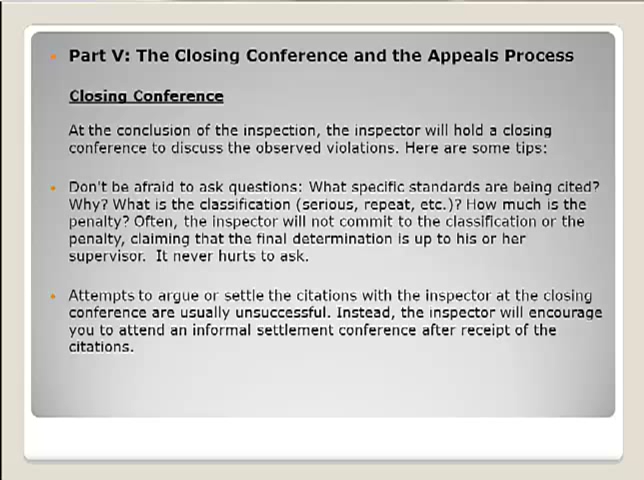 Part V: The Closing Conference and the Appeals Process
Closing Conference
At the conclusion of the inspection, the inspector will hold a closing
conference to discuss the observed violations. Here are some tips:
Don't be afraid to ask questions: What specific standards are being cited?
Why? What is the classification (serious, repeat, etc.)? How much is the
penalty? Often, the inspector will not commit to the classification or the
penalty, claiming that the final determination is up to his or her
supervisor. It never hurts to ask.
Attempts to argue or settle the citations with the inspector at the closing
conference are usually unsuccessful. Instead, the inspector will encourage
you to attend an informal settlement conference after receipt of the
citations.